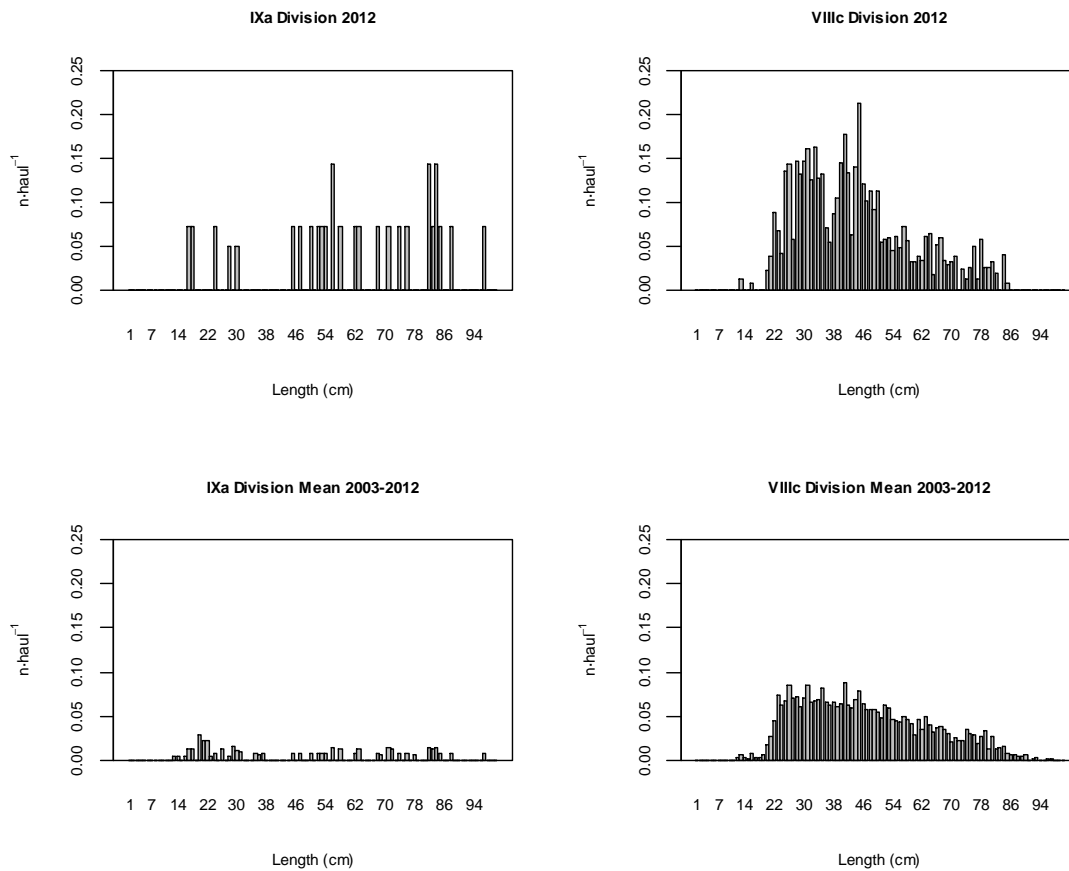 IXa Division 2012
VIIIc Division 2012
n·haul⁻¹
0.00 0.05 0.10 0.15 0.20 0.25
1 7 14 22 30 38 46 54 62 70 78 86 94
Length (cm)
n·haul⁻¹
0.00 0.05 0.10 0.15 0.20 0.25
1 7 14 22 30 38 46 54 62 70 78 86 94
Length (cm)
IXa Division Mean 2003-2012
VIIIc Division Mean 2003-2012
n·haul⁻¹
0.00 0.05 0.10 0.15 0.20 0.25
1 7 14 22 30 38 46 54 62 70 78 86 94
Length (cm)
n·haul⁻¹
0.00 0.05 0.10 0.15 0.20 0.25
1 7 14 22 30 38 46 54 62 70 78 86 94
Length (cm)